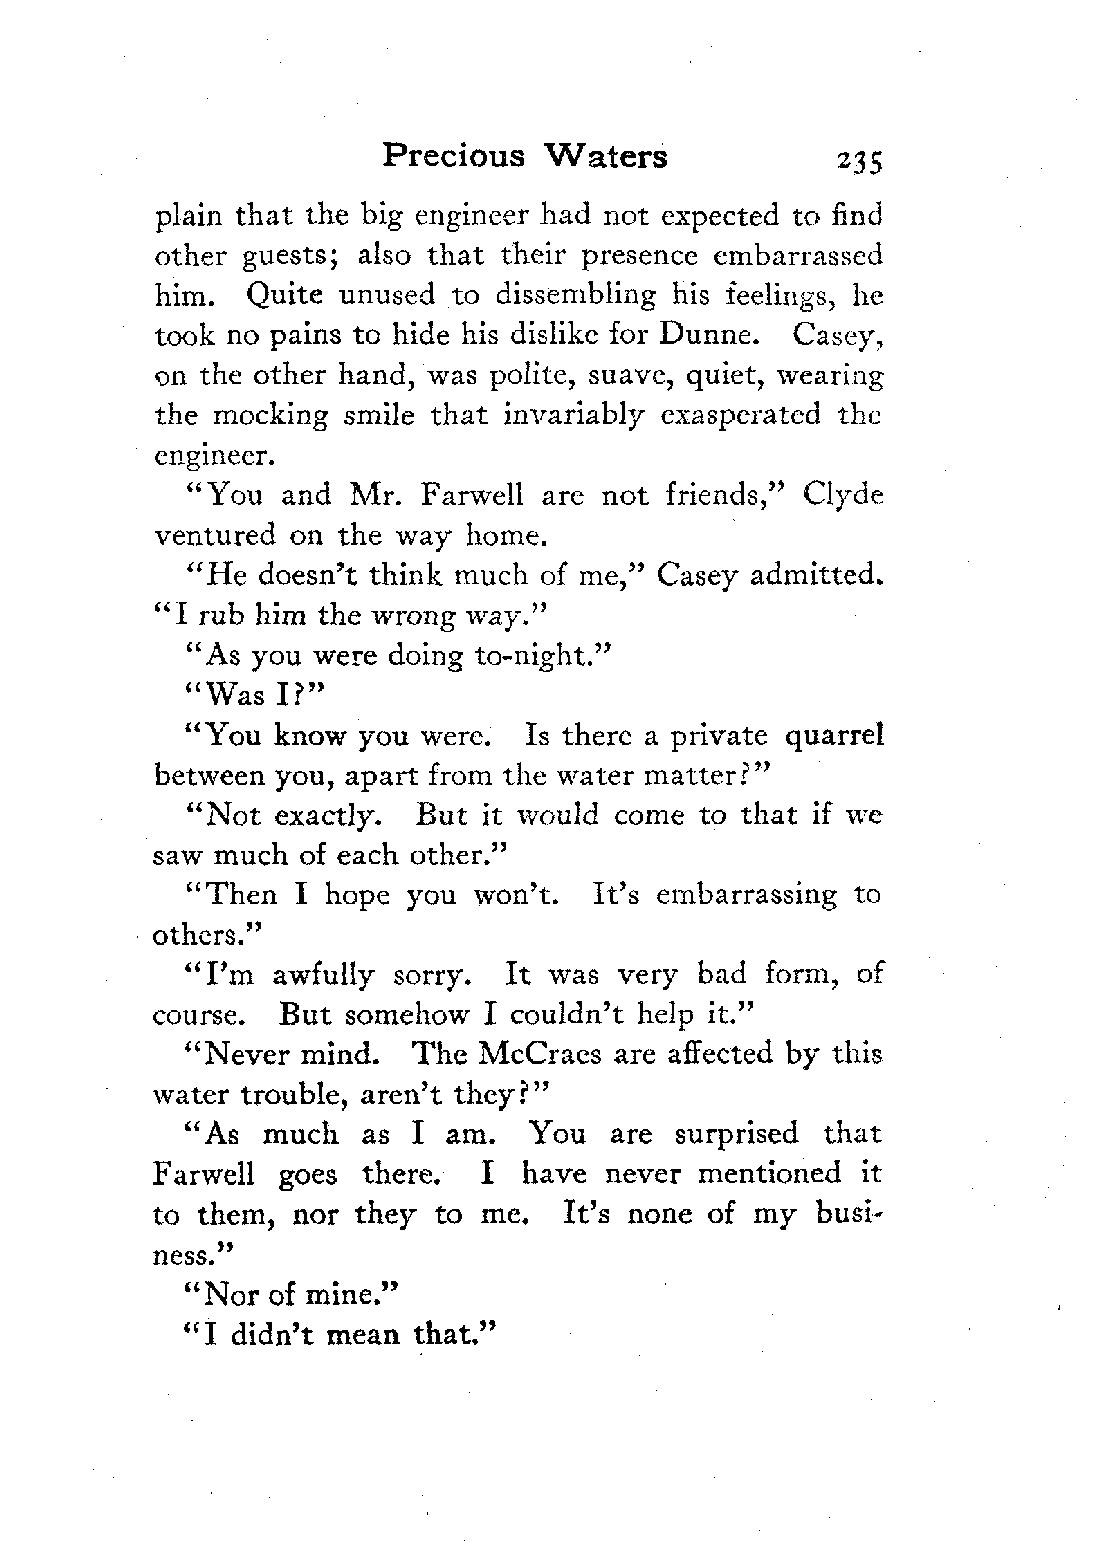 Precious Waters 235
plain that the big engineer had not expected to find
other guests; also that their presence embarrassed
him. Quite unused to dissembling his feelings, he
took no pains to hide his dislike for Dunne. Casey,
on the other hand, was polite, suave, quiet, wearing
the mocking smile that invariably exasperated the
engineer.
"You and Mr. Farwell are not friends," Clyde
ventured on the way home.
"He doesn't think much of me," Casey admitted.
"I rub him the wrong way."
"As you were doing to-night."
"Was I?"
"You know you were. Is there a private quarrel
between you, apart from the water matter?"
"Not exactly. But it would come to that if we
saw much of each other."
"Then I hope you won't. It's embarrassing to
others."
"I'm awfully sorry. It was very bad form, of
course. But somehow I couldn't help it."
"Never mind. The McCraes are affected by this
water trouble, aren't they?"
"As much as I am. You are surprised that
Farwell goes there. I have never mentioned it
to them, nor they to me. It's none of my busi-
ness."
"Nor of mine."
"I didn't mean that."